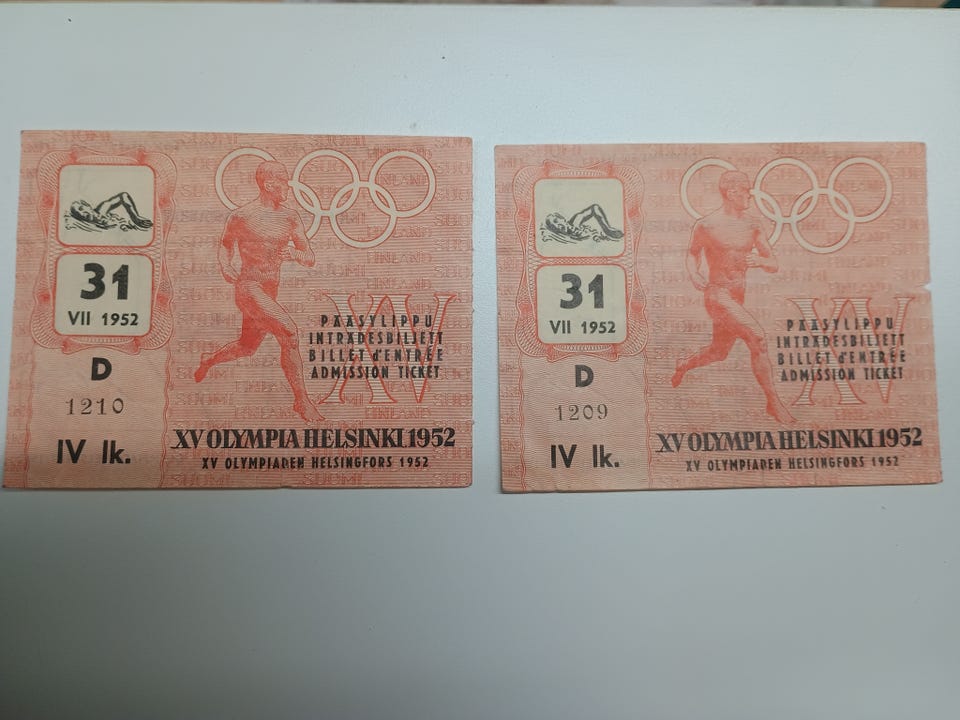 31
VII 1952
D
1210
IV lk.
XV
PÄÄSYLIPPU
INTRÄDESBILJETT
BILLET d'ENTRÉE
ADMISSION TICKET
XV OLYMPIA HELSINKI 1952
XV OLYMPIADEN HELSINGFORS 1952
31
VII 1952
D
1209
IV lk.
XV
PÄÄSYLIPPU
INTRÄDESBILJETT
BILLET d'ENTRÉE
ADMISSION TICKET
XV OLYMPIA HELSINKI 1952
XV OLYMPIADEN HELSINGFORS 1952